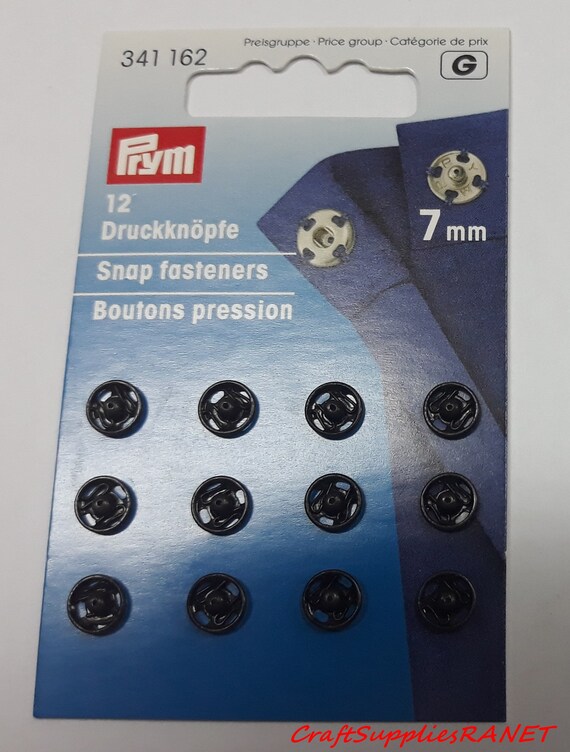 341 162
Preisgruppe · Price group · Catégorie de prix
G
Prym
12
Druckknöpfe
7 mm
Snap fasteners
Boutons pression
CraftSuppliesRANET